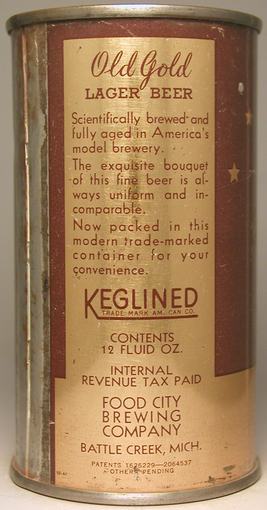 Old Gold
LAGER BEER
Scientifically brewed and
fully aged in America's
model brewery.
The exquisite bouquet
of this fine beer is al-
ways uniform and in-
comparable.
Now packed in this
modern trade-marked
container for your
convenience.
KEGLINED
TRADE MARK AM. CAN CO.
CONTENTS
12 FLUID OZ.
INTERNAL
REVENUE TAX PAID
FOOD CITY
BREWING
COMPANY
BATTLE CREEK, MICH.
PATENTS 1625229—2064537
OTHERS PENDING